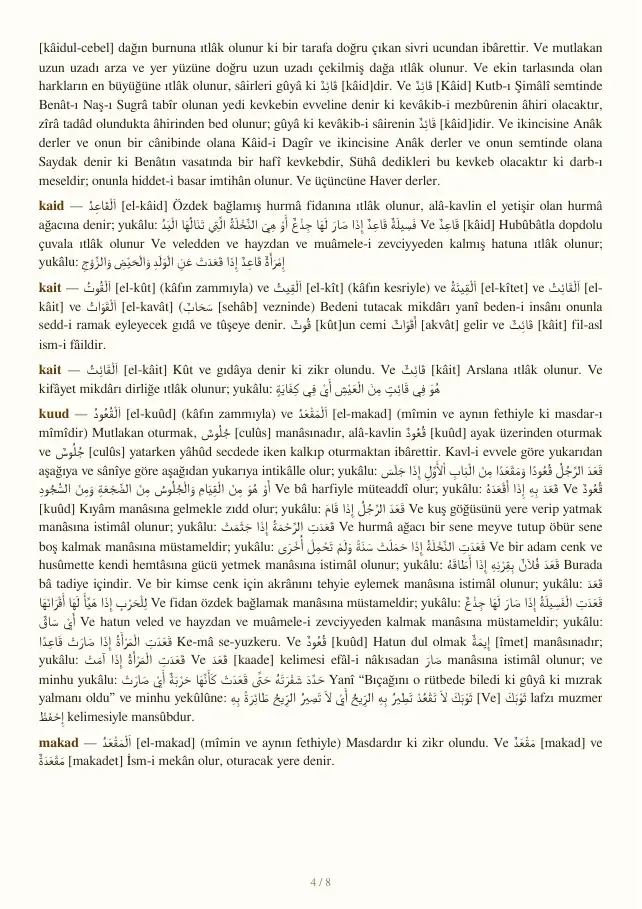 [kâidul-cebel] dağın burnuna ıtlâk olunur ki bir tarafa doğru çıkan sivri ucundan ibârettir. Ve mutlakan
uzun uzadı arza ve yer yüzüne doğru uzun uzadı çekilmiş dağa ıtlâk olunur. Ve ekin tarlasında olan
harkların en büyüğüne ıtlâk olunur, sâirleri gûyâ ki قَائِدٌ [kâid]dir. Ve قَائِدٌ [Kâid] Kutb-ı Şimâlî semtinde
Benât-ı Naş-ı Sugrâ tabîr olunan yedi kevkebin evveline denir ki kevâkib-i mezbûrenin âhiri olacaktır,
zîrâ tadâd olundukta âhirinden bed olunur; gûyâ ki kevâkib-i sâirenin قَائِدٌ [kâid]idir. Ve ikincisine Anâk
derler ve onun bir cânibinde olana Kâid-i Dagîr ve ikincisine Anâk derler ve onun semtinde olana
Saydak denir ki Benâtın vasatında bir hafî kevkebdir, Sühâ dedikleri bu kevkeb olacaktır ki darb-ı
meseldir; onunla hiddet-i basar imtihân olunur. Ve üçüncüne Haver derler.
kaid — اَلْقَاعِدُ [el-kâid] Özdek bağlamış hurmâ fidanına ıtlâk olunur, alâ-kavlin el yetişir olan hurmâ
ağacına denir; yukâlu: فَسِيلَةٌ قَاعِدٌ إِذَا صَارَ لَهَا جِذْعٌ أَوْ هِيَ النَّخْلَةُ الَّتِي تَنَالُهَا الْيَدُ Ve قَاعِدٌ [kâid] Hubûbâtla dopdolu
çuvala ıtlâk olunur Ve veledden ve hayzdan ve muâmele-i zevciyyeden kalmış hatuna ıtlâk olunur;
yukâlu: إِمْرَأَةٌ قَاعِدٌ إِذَا قَعَدَتْ عَنِ الْوَلَدِ وَالْحَيْضِ وَالزَّوْجِ
kait — اَلْقُوتُ [el-kût] (kâfın zammıyla) ve اَلْقِيتُ [el-kît] (kâfın kesriyle) ve اَلْقِيتَةُ [el-kîtet] ve اَلْقَائِتُ [el-
kâit] ve اَلْقَوَاتُ [el-kavât] (سَحَابٌ [sehâb] vezninde) Bedeni tutacak mikdârı yanî beden-i insânı onunla
sedd-i ramak eyleyecek gıdâ ve tûşeye denir. قُوتٌ [kût]un cemi أَقْوَاتٌ [akvât] gelir ve قَائِتٌ [kâit] fil-asl
ism-i fâildir.
kait — اَلْقَائِتُ [el-kâit] Kût ve gıdâya denir ki zikr olundu. Ve قَائِتٌ [kâit] Arslana ıtlâk olunur. Ve
kifâyet mikdarı dirliğe ıtlâk olunur; yukâlu: هُوَ فِي قَائِتٍ مِنَ الْعَيْشِ أَيْ فِي كِفَايَةٍ
kuud — اَلْقُعُودُ [el-kuûd] (kâfın zammıyla) ve اَلْمَقْعَدُ [el-makad] (mîmin ve aynın fethiyle ki masdar-ı
mîmîdir) Mutlakan oturmak, جُلُوسٌ [culûs] manâsınadır, alâ-kavlin قُعُودٌ [kuûd] ayak üzerinden oturmak
ve جُلُوسٌ [culûs] yatarken yâhûd secdede iken kalkıp oturmaktan ibârettir. Kavl-i evvele göre yukarıdan
aşağıya ve sânîye göre aşağıdan yukarıya intikâlle olur; yukâlu: قَعَدَ الرَّجُلُ قُعُودًا وَمَقْعَدًا مِنَ الْبَابِ الْأَوَّلِ إِذَا جَلَسَ
أَوْ هُوَ مِنَ الْقِيَامِ وَالْجُلُوسُ مِنَ الضَّجْعَةِ وَمِنَ السُّجُودِ Ve bâ harfiyle müteaddî olur; yukâlu: قَعَدَ بِهِ إِذَا أَقْعَدَهُ Ve قُعُودٌ
[kuûd] Kıyâm manâsına gelmekle zıdd olur; yukâlu: قَعَدَ الرَّجُلُ إِذَا قَامَ Ve kuş göğüsünü yere verip yatmak
manâsına istimâl olunur; yukâlu: قَعَدَتِ الرَّخَمَةُ إِذَا جَثَمَتْ Ve hurmâ ağacı bir sene meyve tutup öbür sene
boş kalmak manâsına müstameldir; yukâlu: قَعَدَتِ النَّخْلَةُ إِذَا حَمَلَتْ سَنَةً وَلَمْ تَحْمِلْ أُخْرَى Ve bir adam cenk ve
husûmette kendi hemtâsına gücü yetmek manâsına istimâl olunur; yukâlu: قَعَدَ فُلاَنٌ بِقِرْنِهِ إِذَا أَطَاقَهُ Burada
bâ tadiye içindir. Ve bir kimse cenk için akrânını tehyie eylemek manâsına istimâl olunur; yukâlu: قَعَدَ
لِلْحَرْبِ إِذَا هَيَّأَ لَهَا أَقْرَانَهَا Ve fidan özdek bağlamak manâsına müstameldir; yukâlu: قَعَدَتِ الْفَسِيلَةُ إِذَا صَارَ لَهَا جِذْعٌ
أَيْ سَاقٌ Ve hatun veled ve hayzdan ve muâmele-i zevciyyeden kalmak manâsına müstameldir; yukâlu:
قَعَدَتِ الْمَرْأَةُ إِذَا صَارَتْ قَاعِدًا Ke-mâ se-yuzkeru. Ve قُعُودٌ [kuûd] Hatun dul olmak إِيمَةٌ [îmet] manâsınadır;
yukâlu: قَعَدَتِ الْمَرْأَةُ إِذَا آمَتْ Ve قَعَدَ [kaade] kelimesi efâl-i nâkısadan صَارَ manâsına istimâl olunur; ve
minhu yukâlu: حَدَّدَ شَفْرَتَهُ حَتَّى قَعَدَتْ كَأَنَّهَا حَرْبَةٌ أَيْ صَارَتْ Yanî “Bıçağını o rütbede biledi ki gûyâ ki mızrak
yalmanı oldu” ve minhu yekûlûne: ثَوْبَكَ لاَ تَقْعُدْ تَطِيرُ بِهِ الرِّيحُ أَيْ لاَ تَصِيرُ الرِّيحُ طَائِرَةً بِهِ [Ve] ثَوْبَكَ lafzı muzmer
إِحْفَظْ kelimesiyle mansûbdur.
makad — اَلْمَقْعَدُ [el-makad] (mîmin ve aynın fethiyle) Masdardır ki zikr olundu. Ve مَقْعَدٌ [makad] ve
مَقْعَدَةٌ [makadet] İsm-i mekân olur, oturacak yere denir.
4 / 8